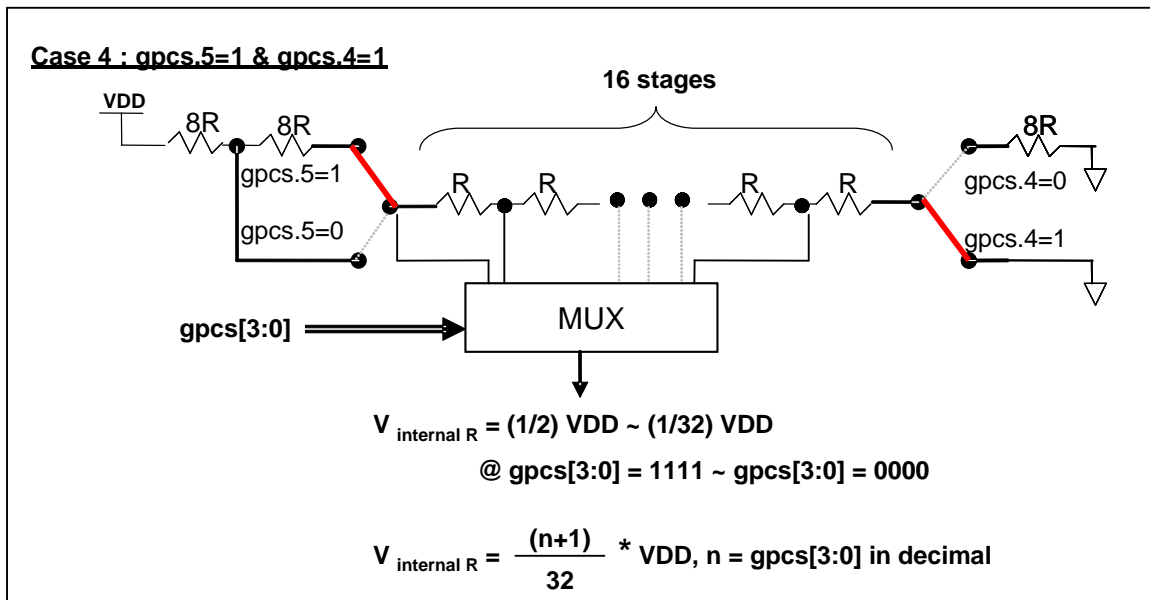 Case 4 : gpcs.5=1 & gpcs.4=1
16 stages
VDD
8R
8R
8R
gpcs.5=1
R
R
R
R
gpcs.4=0
gpcs.5=0
gpcs.4=1
MUX
gpcs[3:0]
V internal R = (1/2) VDD ~ (1/32) VDD
@ gpcs[3:0] = 1111 ~ gpcs[3:0] = 0000
V internal R = (n+1) / 32 * VDD, n = gpcs[3:0] in decimal